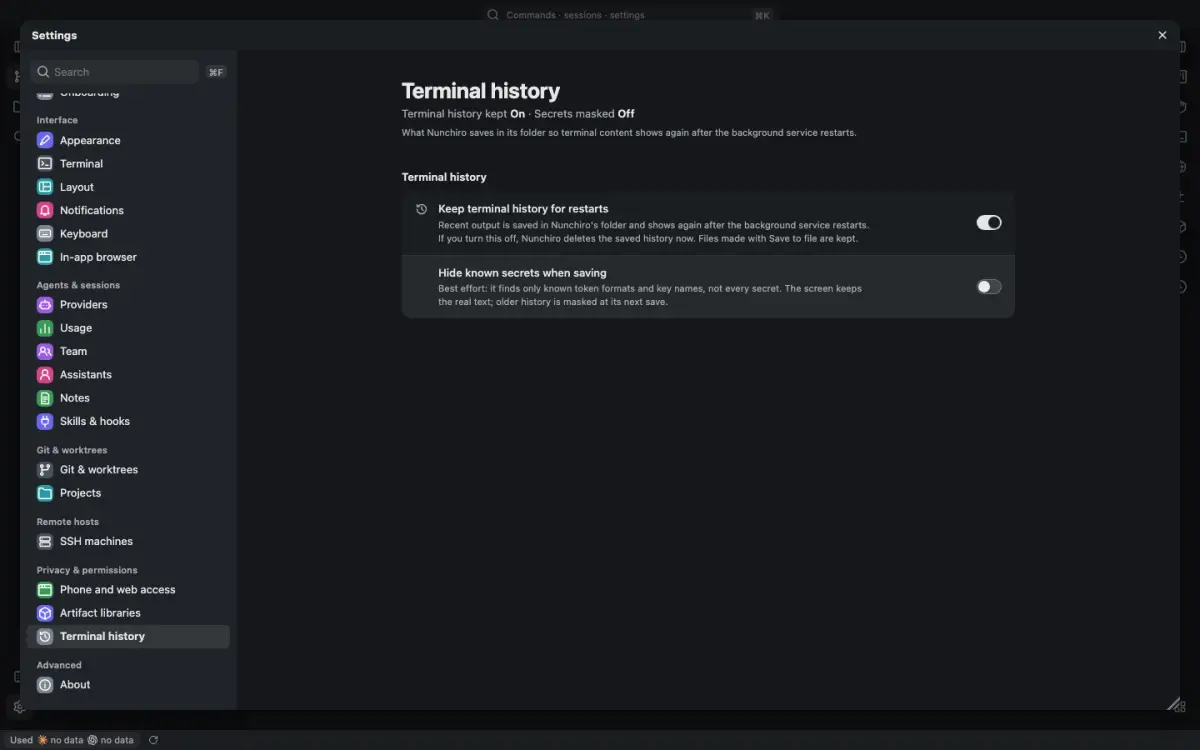 Commands · sessions · settings
⌘K
Settings
Search
⌘F
Onboarding
Interface
Appearance
Terminal
Layout
Notifications
Keyboard
In-app browser
Agents & sessions
Providers
Usage
Team
Assistants
Notes
Skills & hooks
Git & worktrees
Git & worktrees
Projects
Remote hosts
SSH machines
Privacy & permissions
Phone and web access
Artifact libraries
Terminal history
Advanced
About
Terminal history
Terminal history kept On · Secrets masked Off
What Nunchiro saves in its folder so terminal content shows again after the background service restarts.
Terminal history
Keep terminal history for restarts
Recent output is saved in Nunchiro's folder and shows again after the background service restarts.
If you turn this off, Nunchiro deletes the saved history now. Files made with Save to file are kept.
Hide known secrets when saving
Best effort: it finds only known token formats and key names, not every secret. The screen keeps
the real text; older history is masked at its next save.
Used no data no data